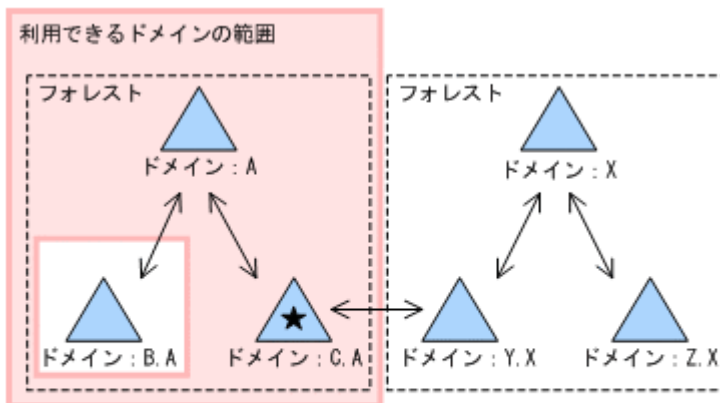 利用できるドメインの範囲
フォレスト
フォレスト
ドメイン：A
ドメイン：X
ドメイン：B.A
ドメイン：C.A
ドメイン：Y.X
ドメイン：Z.X